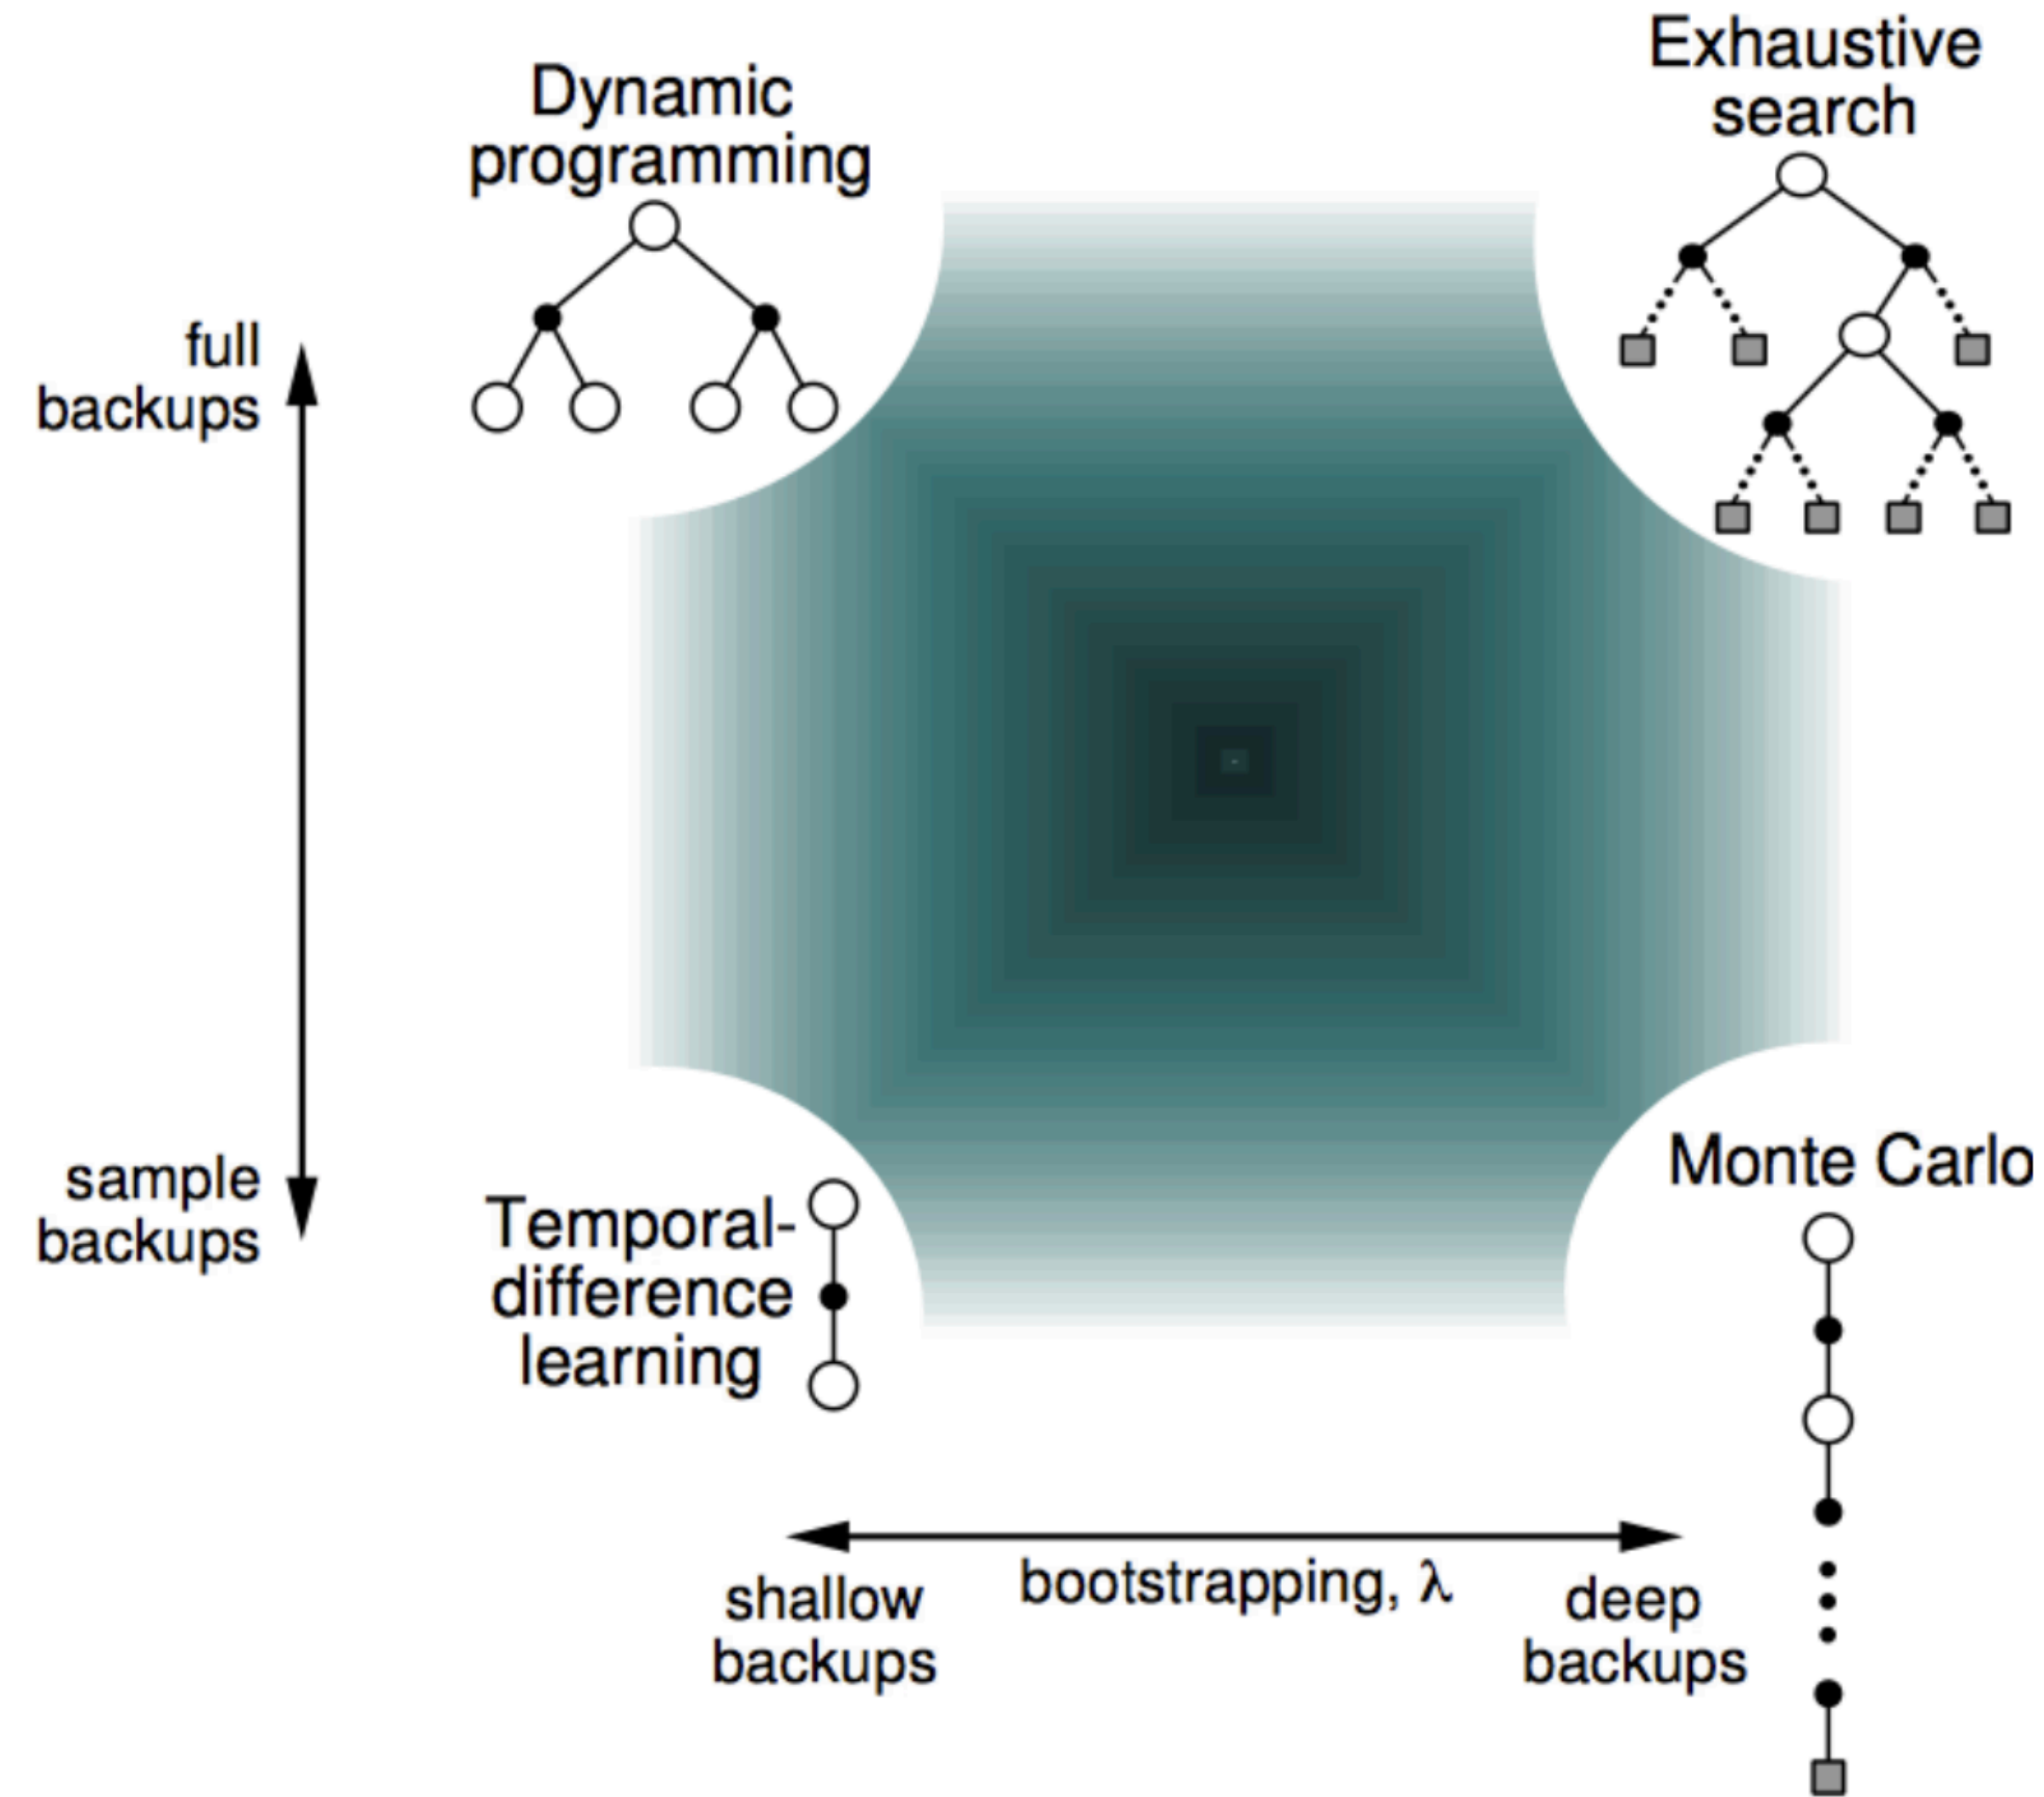 Dynamic
programming
Exhaustive
search
full
backups
sample
backups
Temporal-
difference
learning
Monte Carlo
bootstrapping, λ
shallow
backups
deep
backups